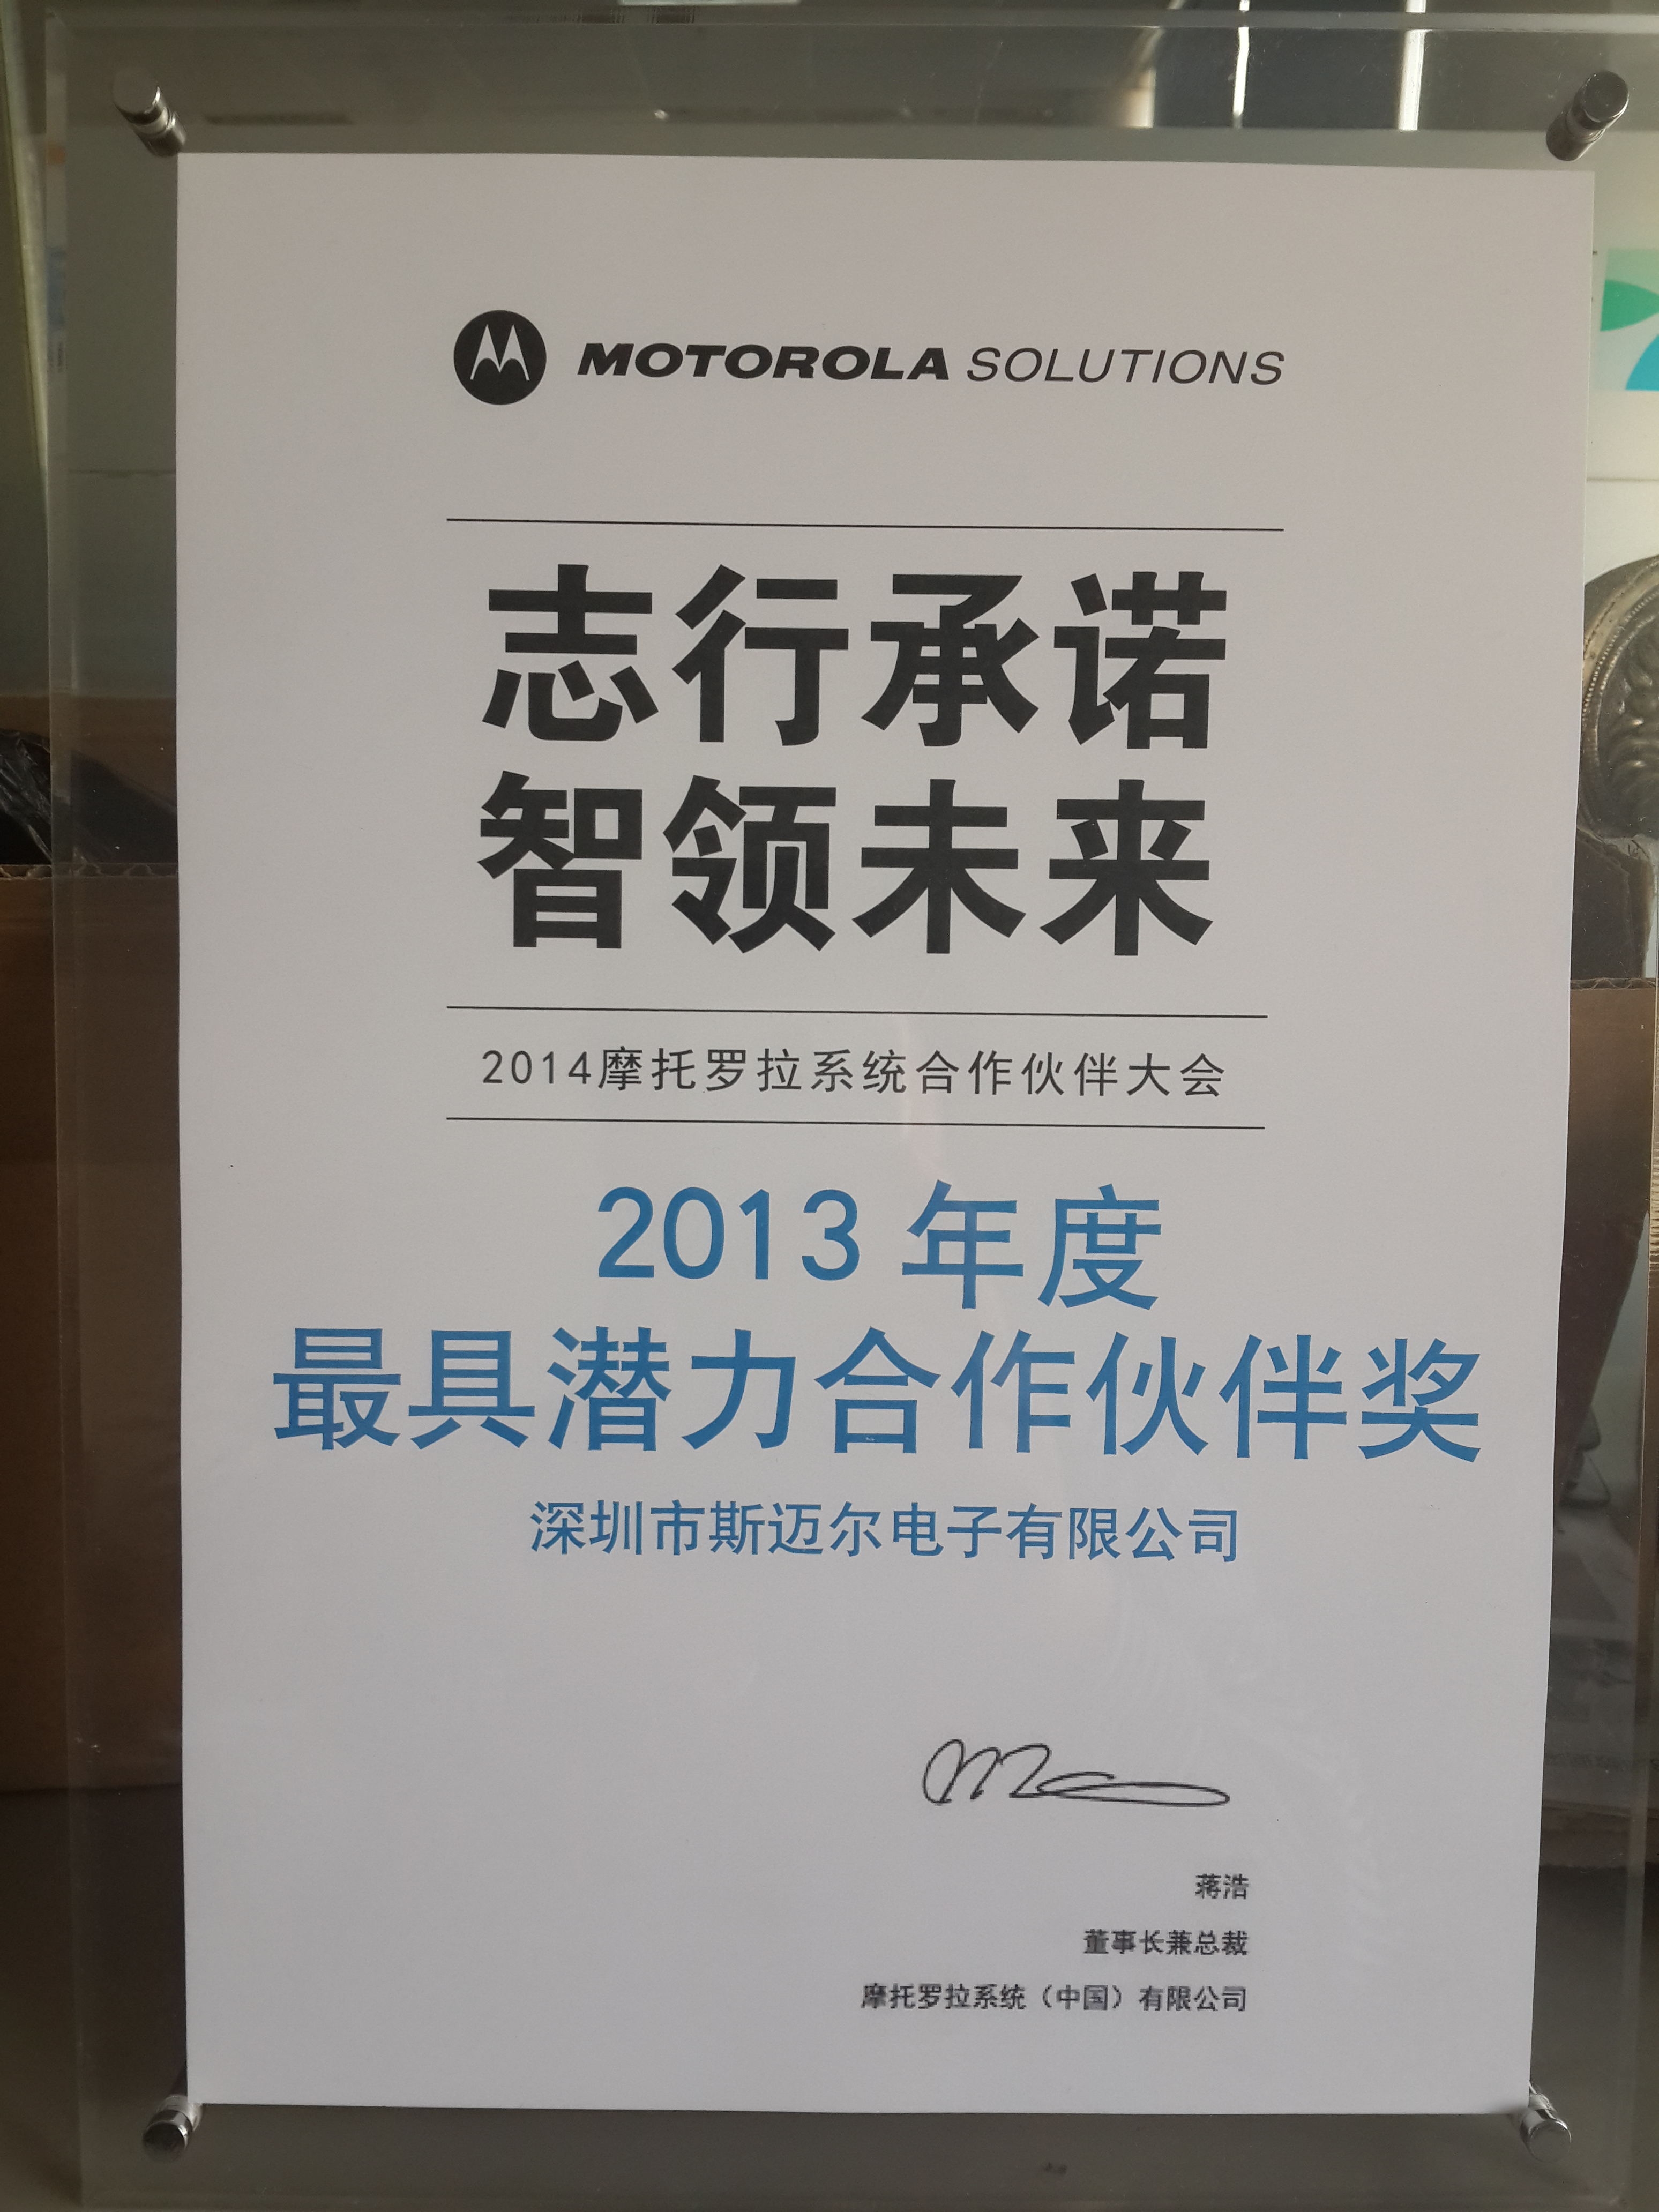 MOTOROLA SOLUTIONS
志行承诺
智领未来
2014摩托罗拉系统合作伙伴大会
2013 年度
最具潜力合作伙伴奖
深圳市斯迈尔电子有限公司
蒋浩
董事长兼总裁
摩托罗拉系统（中国）有限公司